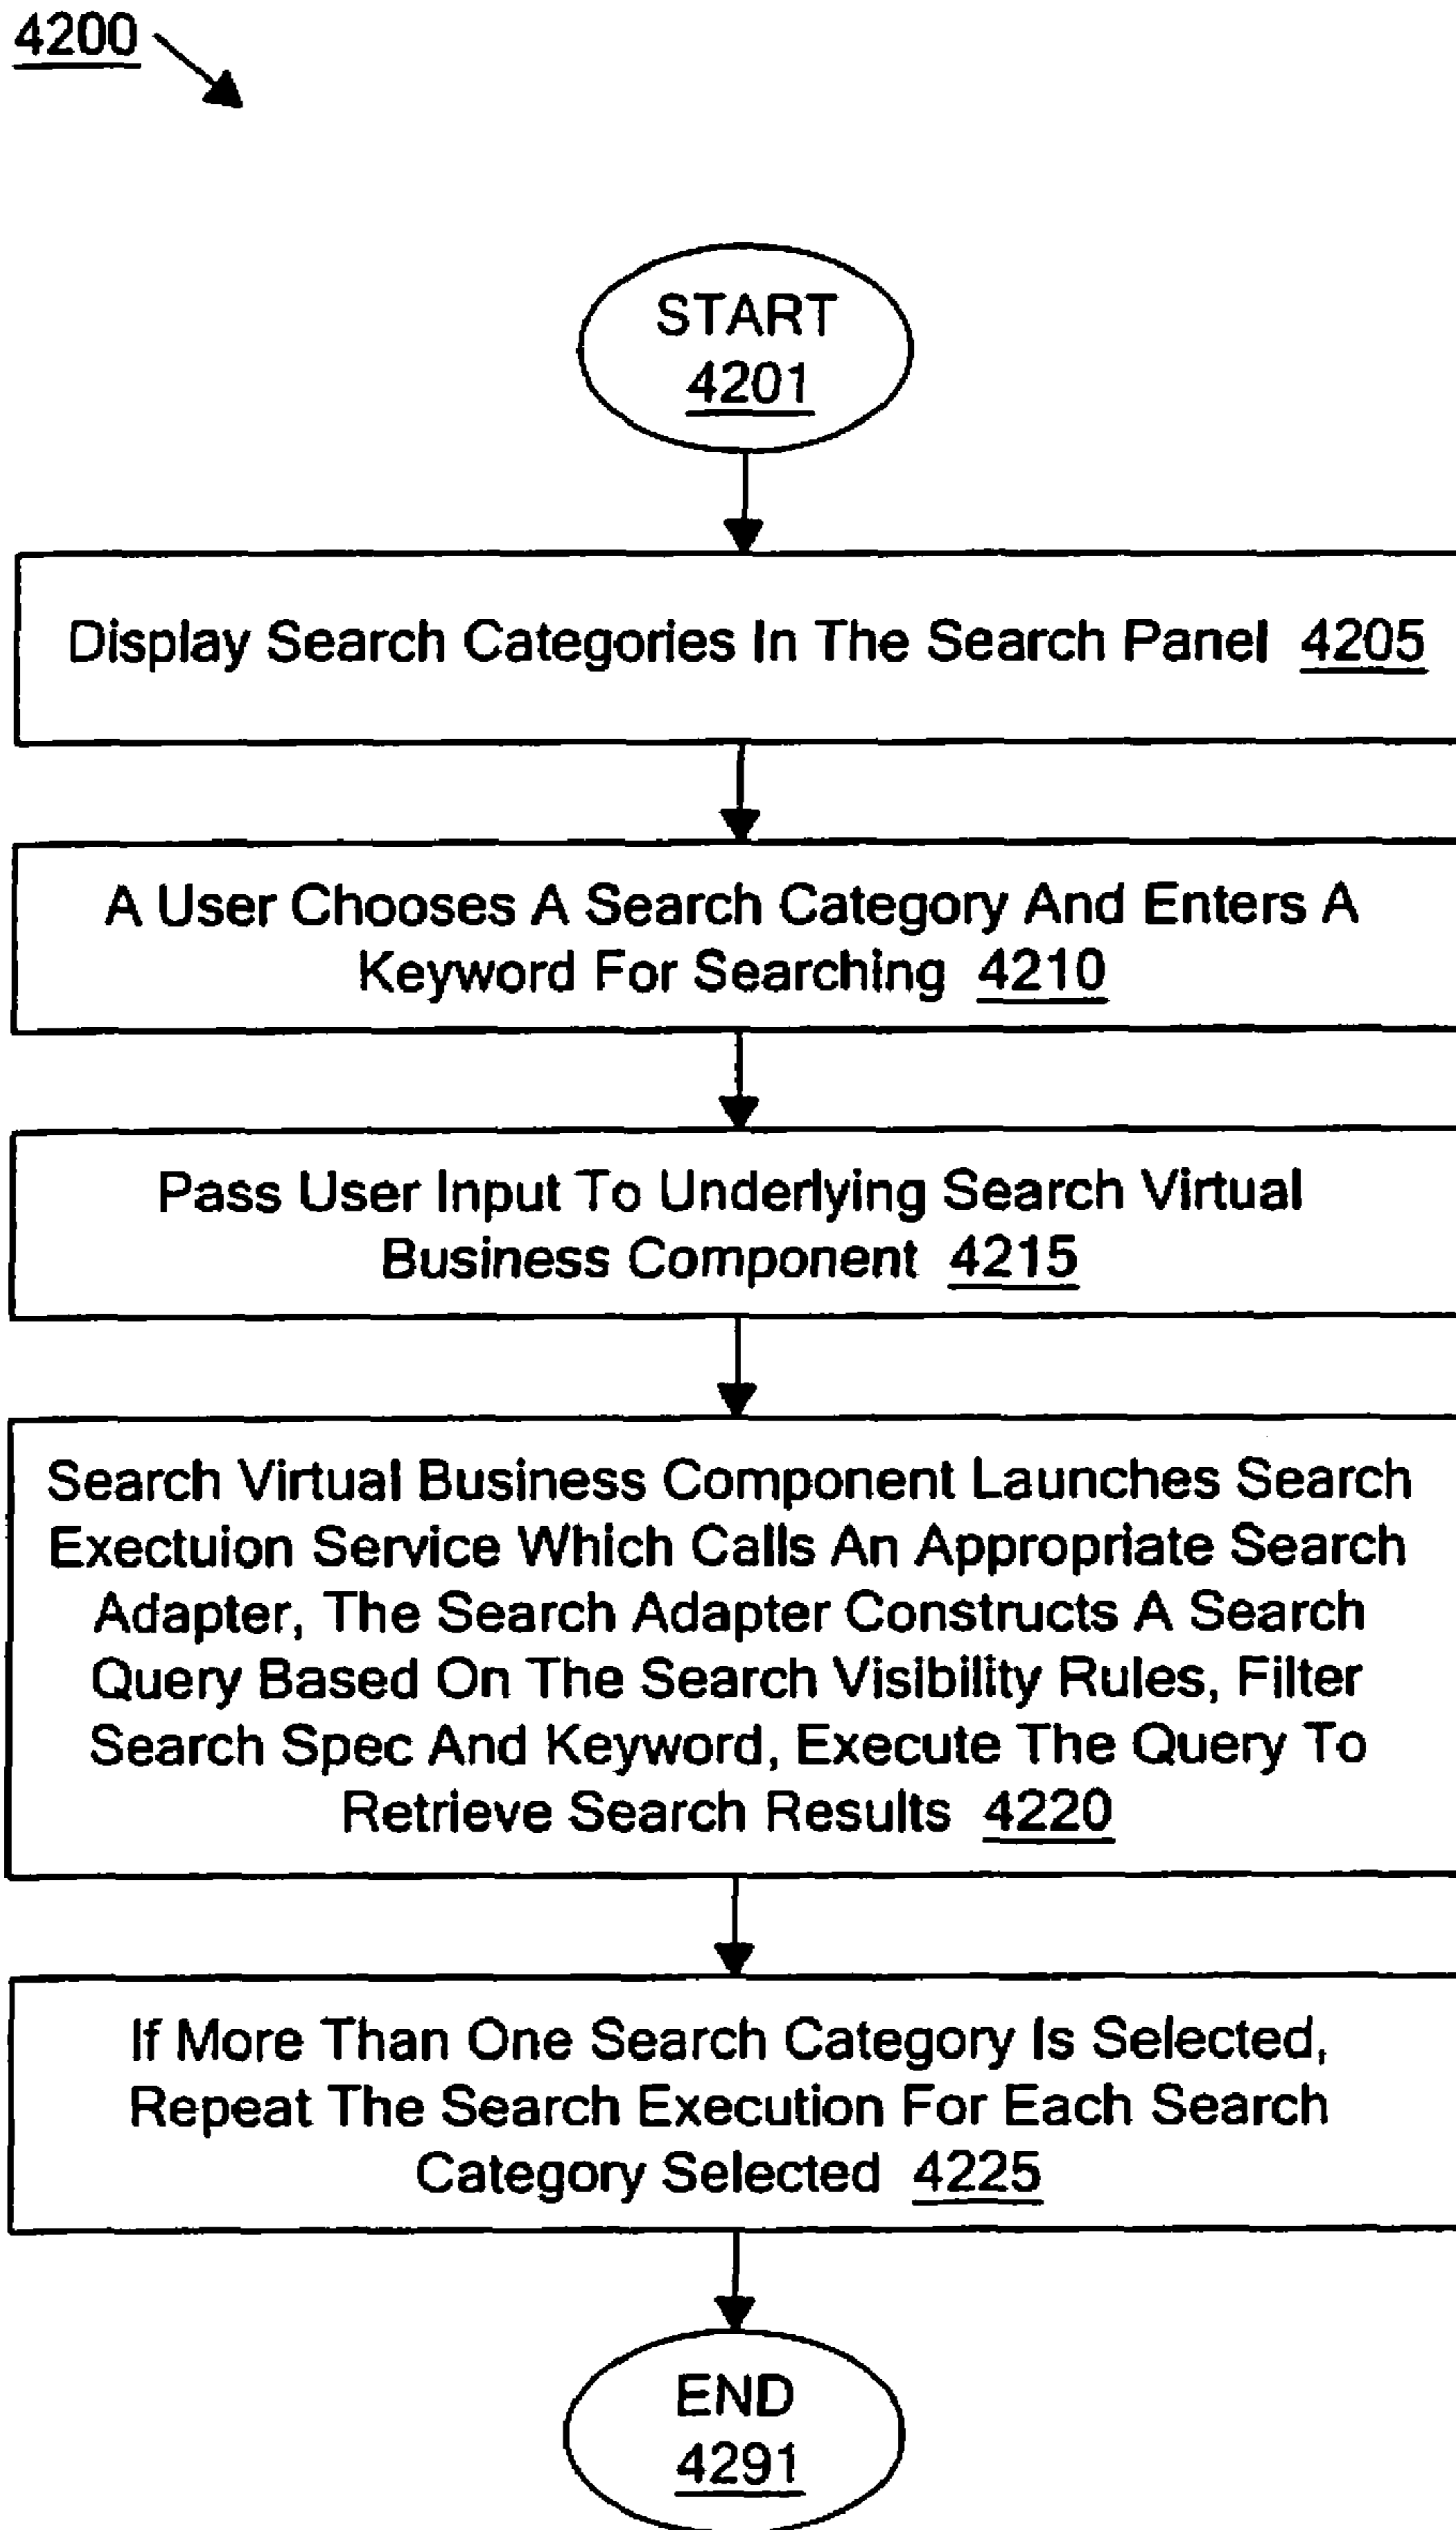 4200
START
4201
Display Search Categories In The Search Panel 4205
A User Chooses A Search Category And Enters A
Keyword For Searching 4210
Pass User Input To Underlying Search Virtual
Business Component 4215
Search Virtual Business Component Launches Search
Exectuion Service Which Calls An Appropriate Search
Adapter, The Search Adapter Constructs A Search
Query Based On The Search Visibility Rules, Filter
Search Spec And Keyword, Execute The Query To
Retrieve Search Results 4220
If More Than One Search Category Is Selected,
Repeat The Search Execution For Each Search
Category Selected 4225
END
4291